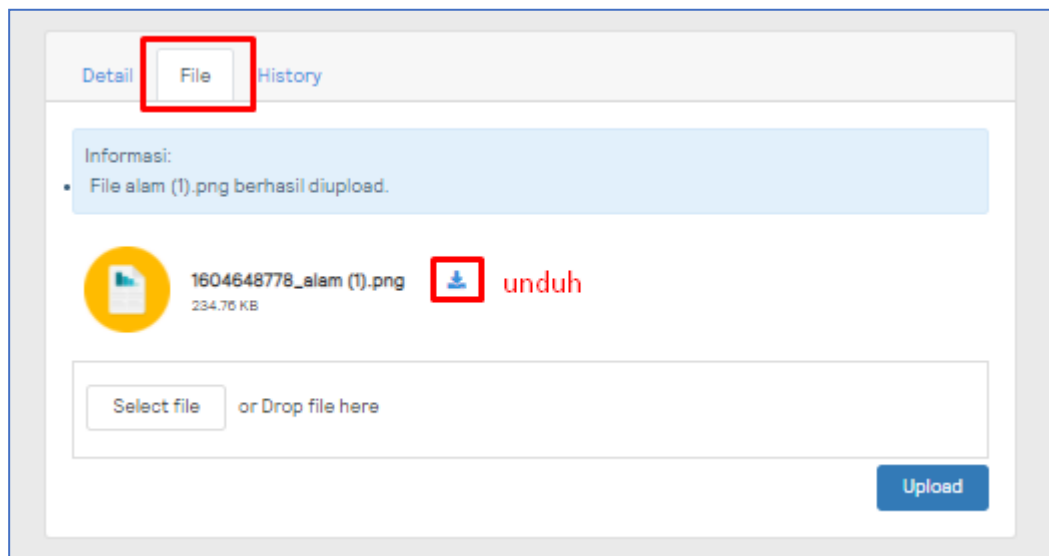 Detail File History
Informasi:
• File alam (1).png berhasil diupload.
1604648778_alam (1).png unduh
234.76 KB
Select file or Drop file here
Upload